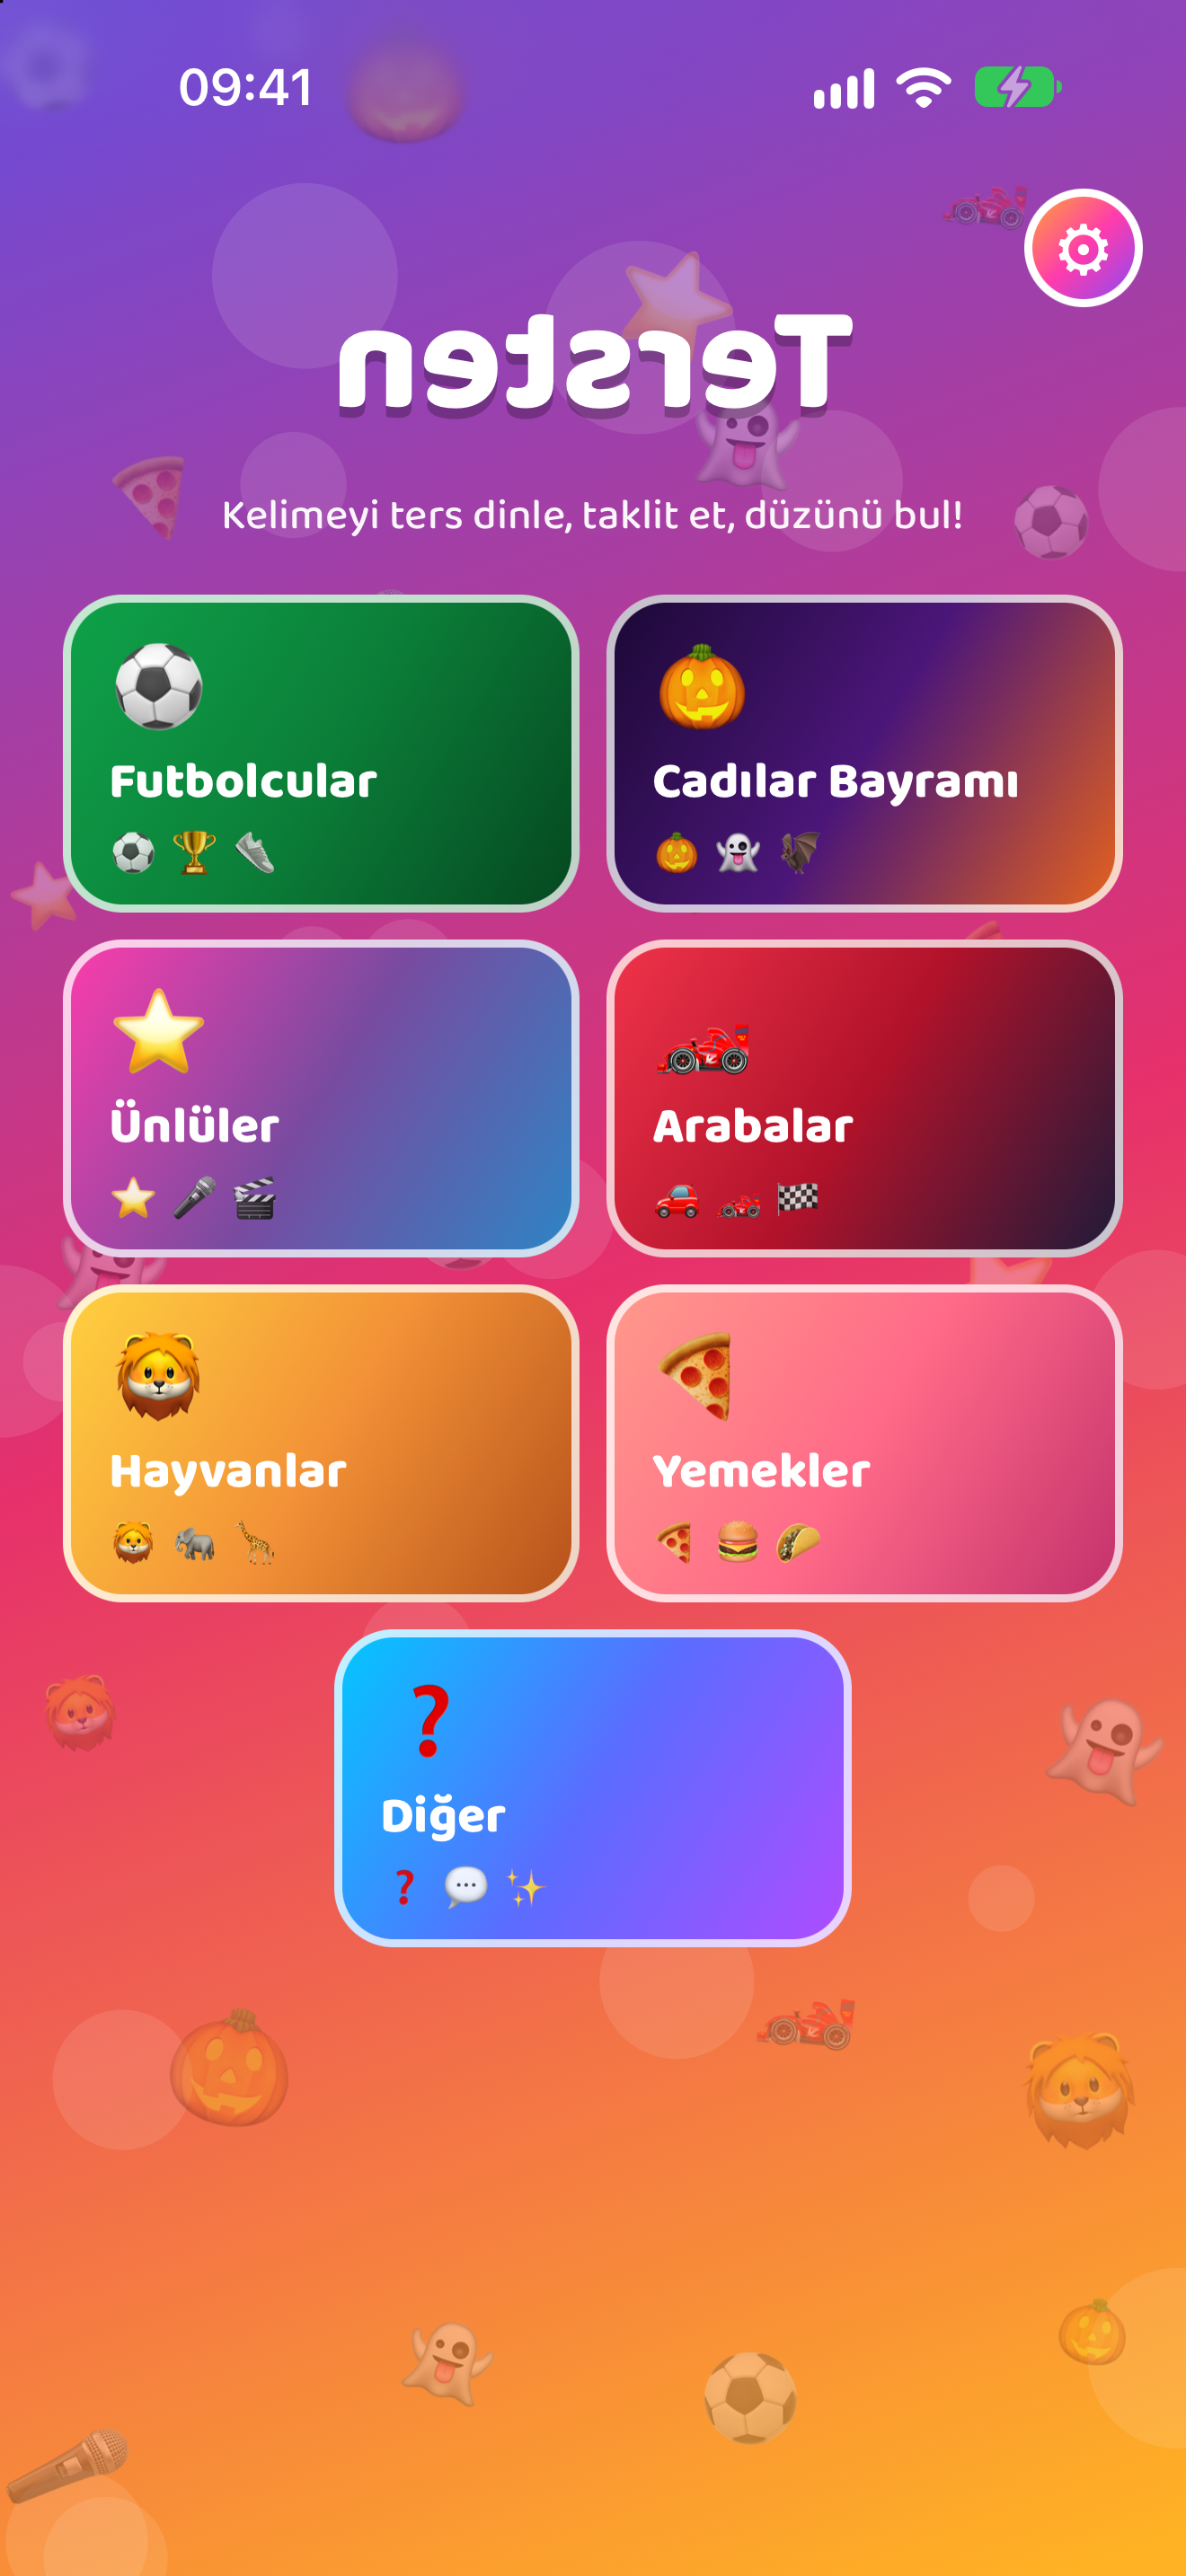 09:41
Tersten
Kelimeyi ters dinle, taklit et, düzünü bul!
Futbolcular
Cadılar Bayramı
Ünlüler
Arabalar
Hayvanlar
Yemekler
Diğer